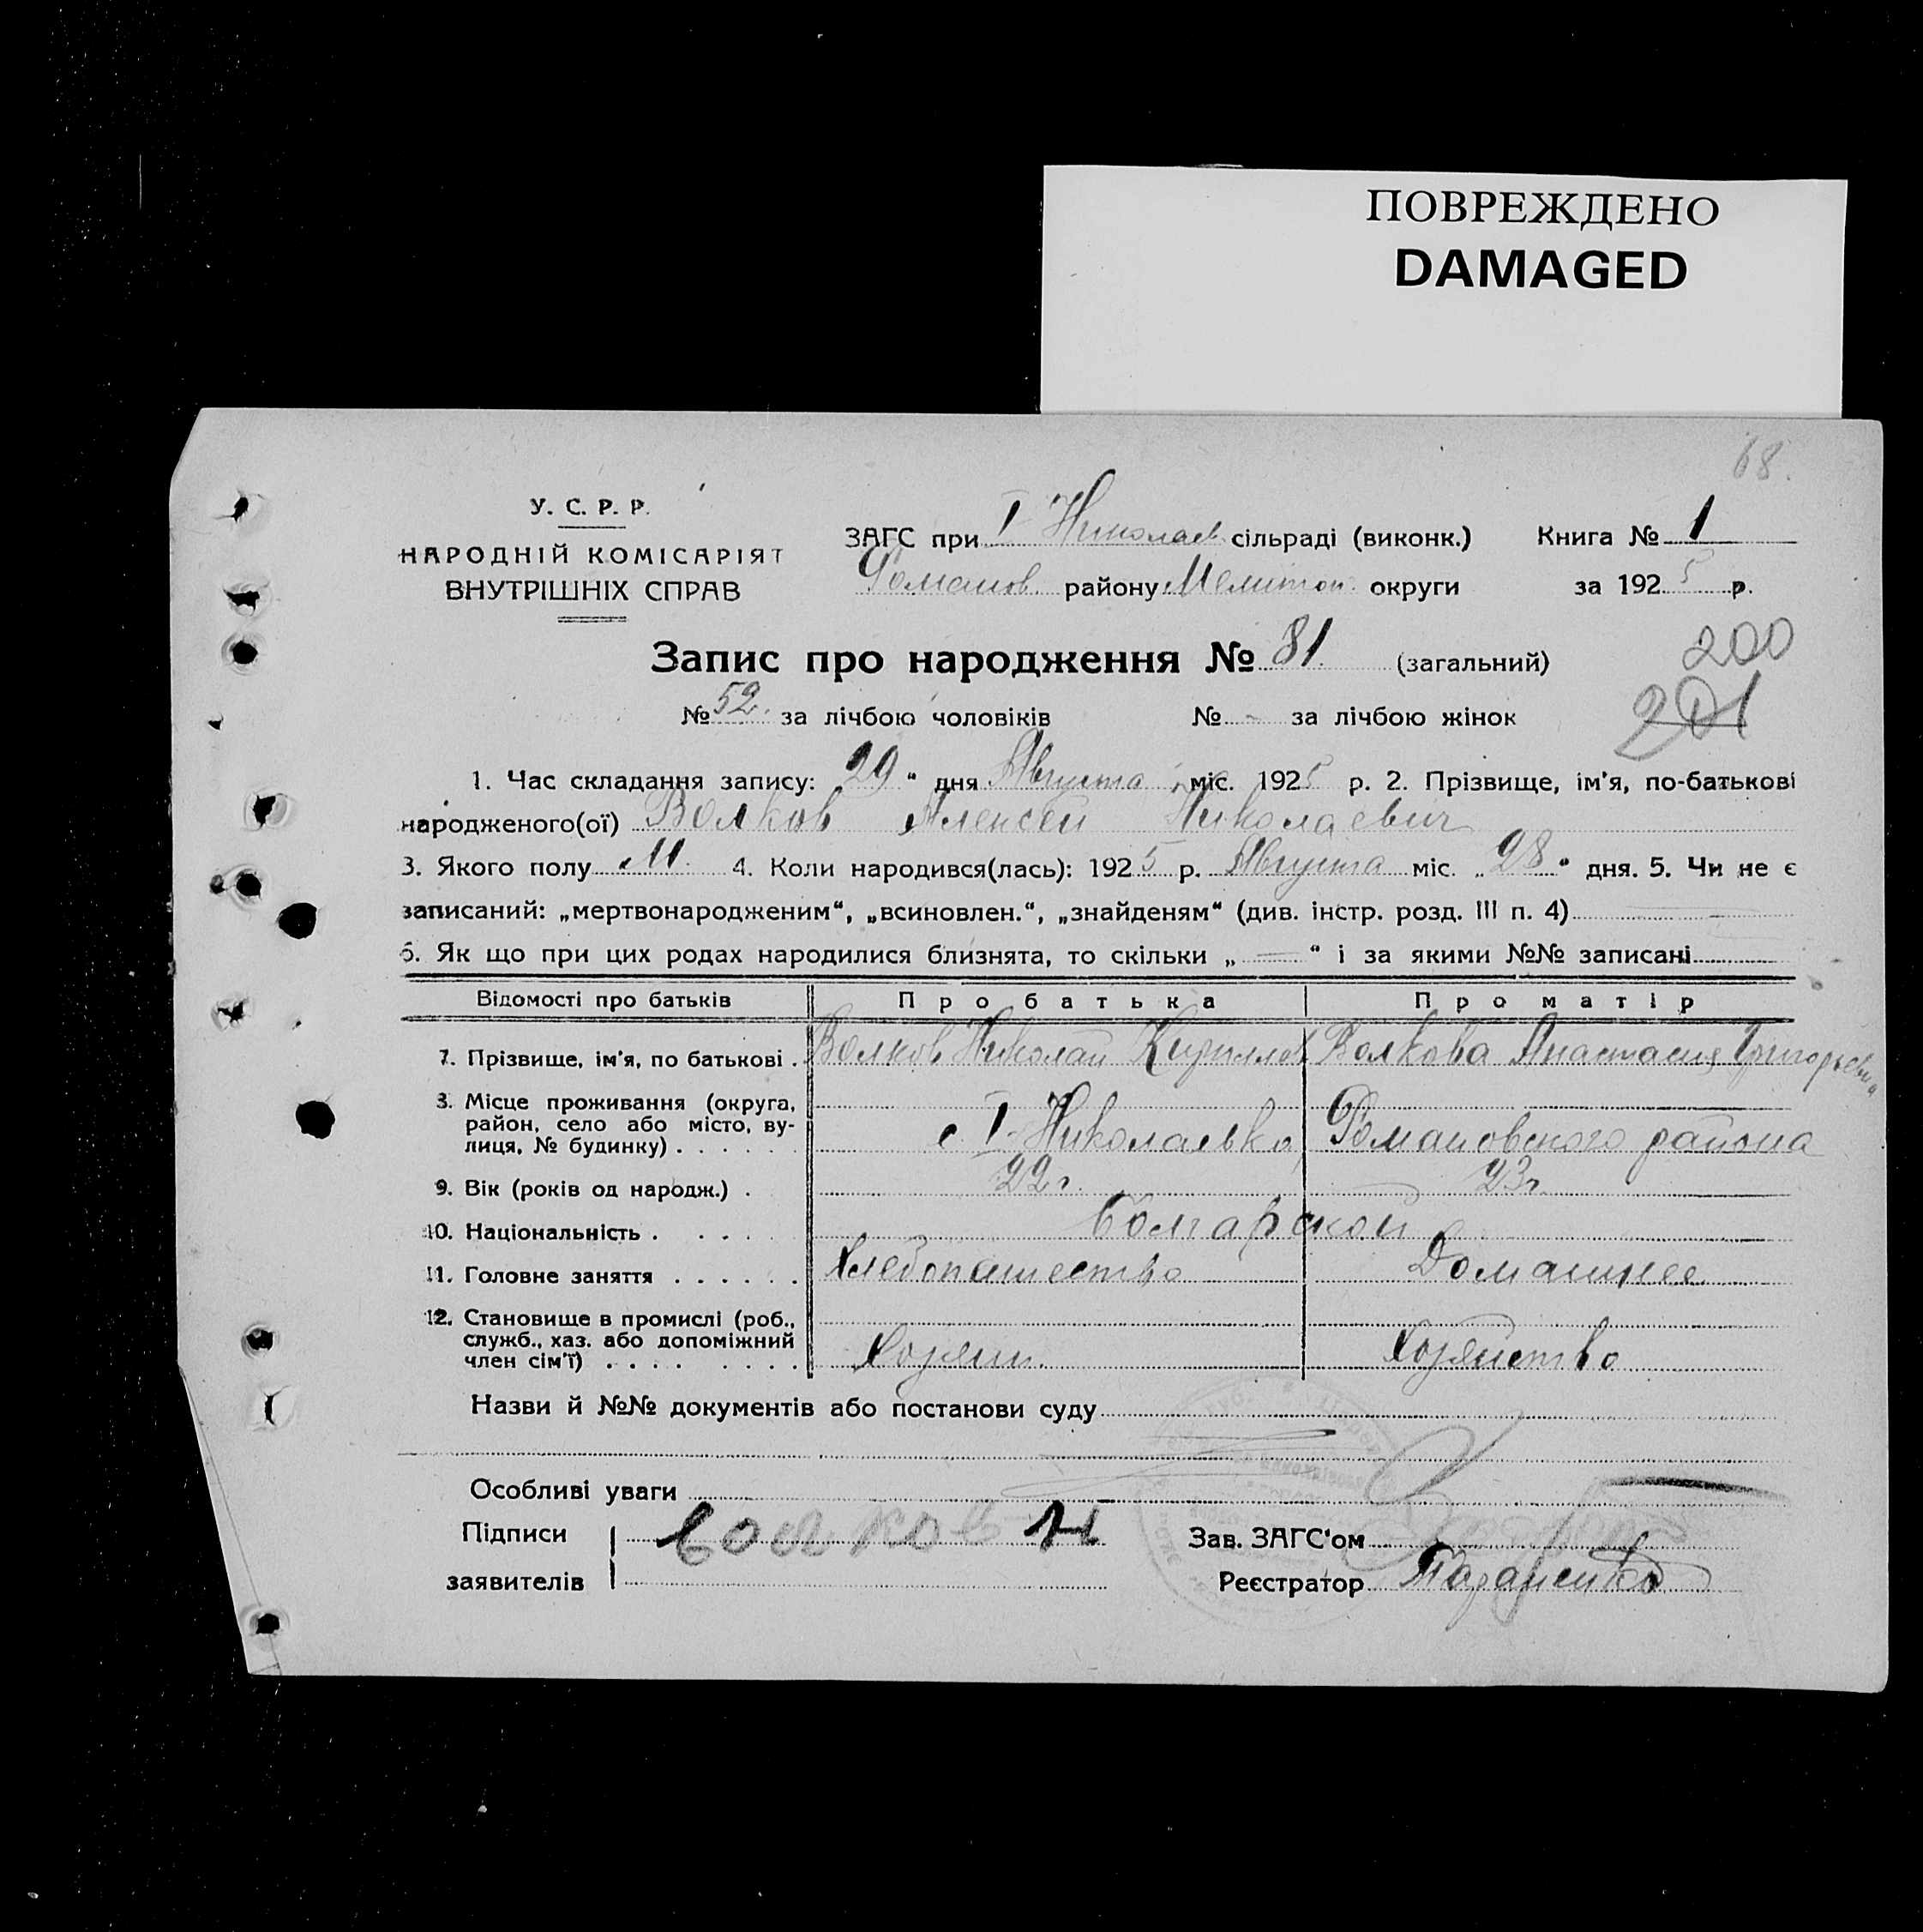 ПОВРЕЖДЕНО
DAMAGED
68.
У. С. Р. Р.
НАРОДНІЙ КОМІСАРІЯТ
ВНУТРІШНІХ СПРАВ
ЗАГС при I Николаев. сільраді (виконк.) Книга № 1
Романов. району Мелитоп. округи за 1925 р.
Запис про народження № 81. (загальний)
200
№ 52. за лічбою чоловіків № - за лічбою жінок
201
1. Час складання запису: 29 " дня Августа міс. 1925 р. 2. Прізвище, ім'я, по-батькові
народженого(ої) Волков Алексей Николаевич
3. Якого полу М. 4. Коли народився(лась): 1925 р. Августа міс. „ 28 " дня. 5. Чи не є
записаний: „мертвонародженим“, „всиновлен.“, „знайденям“ (див. інстр. розд. III п. 4)
6. Як що при цих родах народилися близнята, то скільки „ — “ і за якими №№ записані
Відомості про батьків Про батька Про матір
7. Прізвище, ім'я, по батькові . Волков Николай Кириллов Волкова Анастасия Григорьевна
8. Місце проживання (округа,
район, село або місто, ву-
лиця, № будинку) . . . . . . с. I Николаевка, Романовского района
9. Вік (років од народж.) . 22 г. 23 г.
10. Національність . . . . . Болгарской
11. Головне заняття . . . . . . Хлебопашество Домашнее
12. Становище в промислі (роб.,
служб., хаз. або допоміжний
член сім'ї) . . . . . . . . Хозяин. Хозяйство
Назви й №№ документів або постанови суду
Особливі уваги
Підписи Волков Н
Зав. ЗАГС'ом
заявителів
Реєстратор